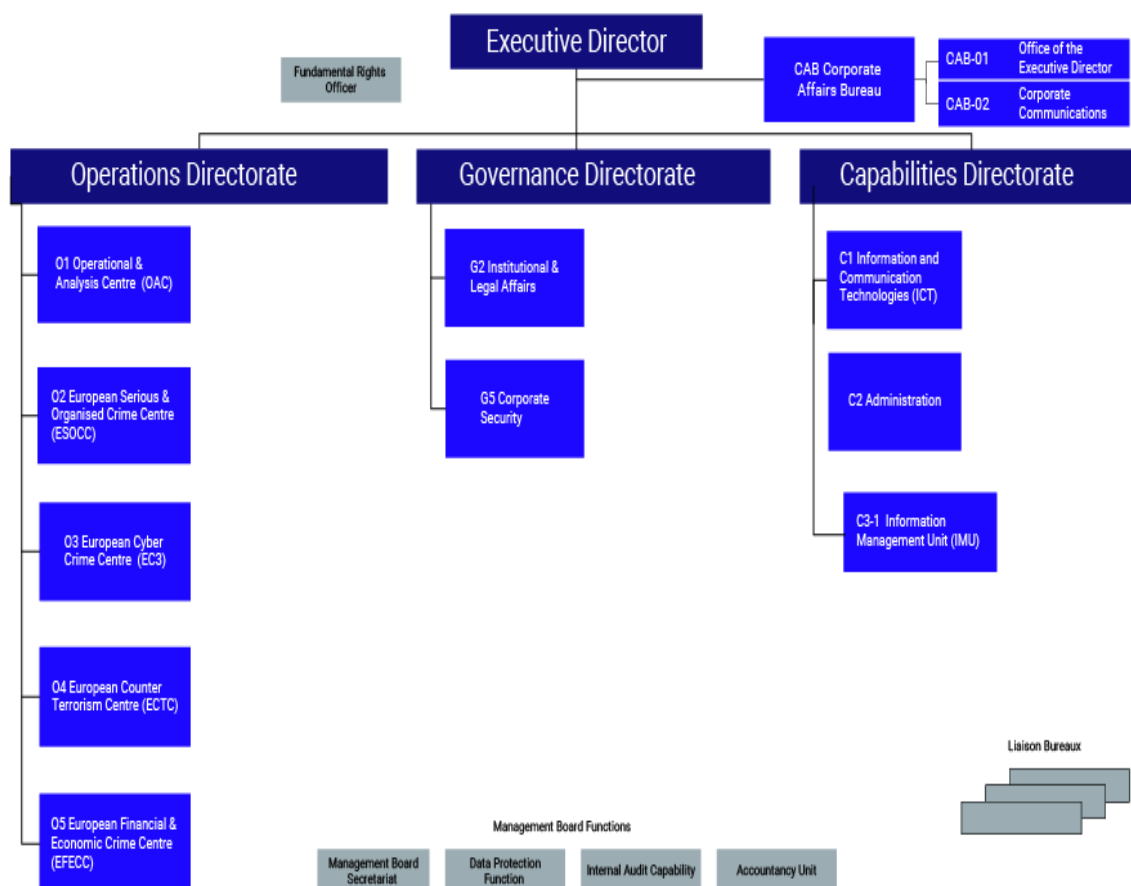 Executive Director
Fundamental Rights
Officer
CAB Corporate
Affairs Bureau
CAB-01 Office of the
Executive Director
CAB-02 Corporate
Communications
Operations Directorate
Governance Directorate
Capabilities Directorate
O1 Operational &
Analysis Centre (OAC)
O2 European Serious &
Organised Crime Centre
(ESOCC)
O3 European Cyber
Crime Centre (EC3)
O4 European Counter
Terrorism Centre (ECTC)
O5 European Financial &
Economic Crime Centre
(EFECC)
G2 Institutional &
Legal Affairs
G5 Corporate
Security
C1 Information and
Communication
Technologies (ICT)
C2 Administration
C3-1 Information
Management Unit (IMU)
Liaison Bureaux
Management Board Functions
Management Board
Secretariat
Data Protection
Function
Internal Audit Capability
Accountancy Unit